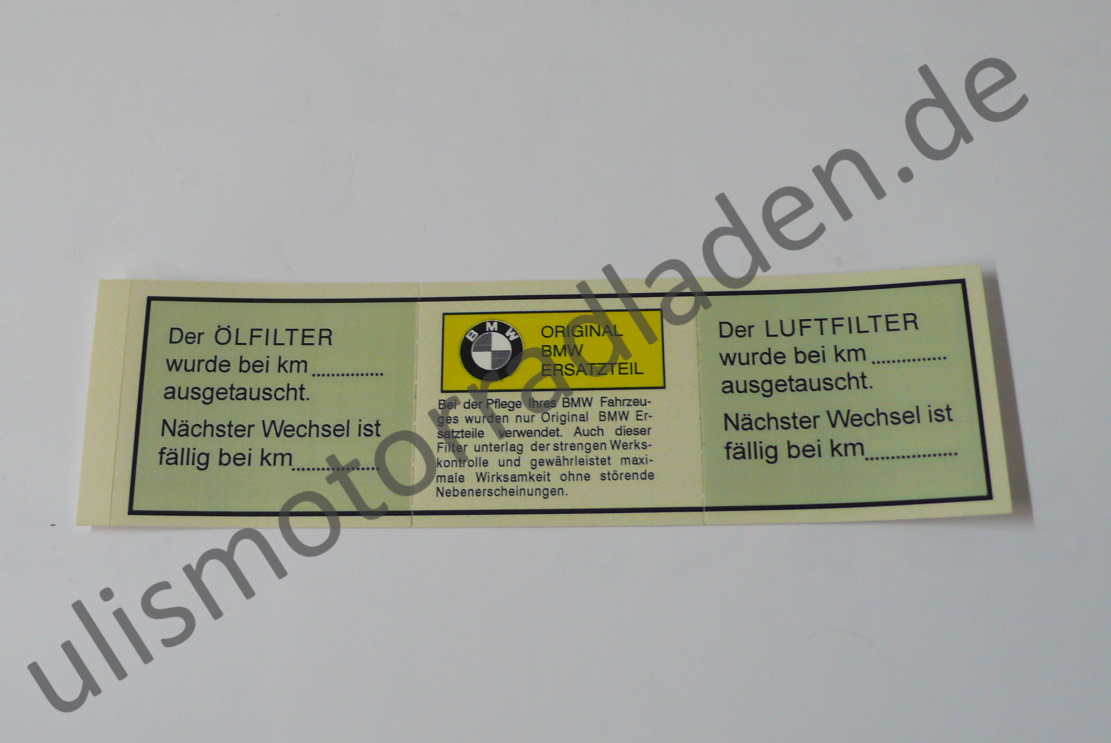 Der ÖLFILTER
wurde bei km ...............
ausgetauscht.
Nächster Wechsel ist
fällig bei km...................
BMW
ORIGINAL
BMW
ERSATZTEIL
Bei der Pflege Ihres BMW Fahrzeu-
ges wurden nur Original BMW Er-
satzteile verwendet. Auch dieser
Filter unterlag der strengen Werks-
kontrolle und gewährleistet maxi-
male Wirksamkeit ohne störende
Nebenerscheinungen.
Der LUFTFILTER
wurde bei km ................
ausgetauscht.
Nächster Wechsel ist
fällig bei km....................
ulismotorradladen.de